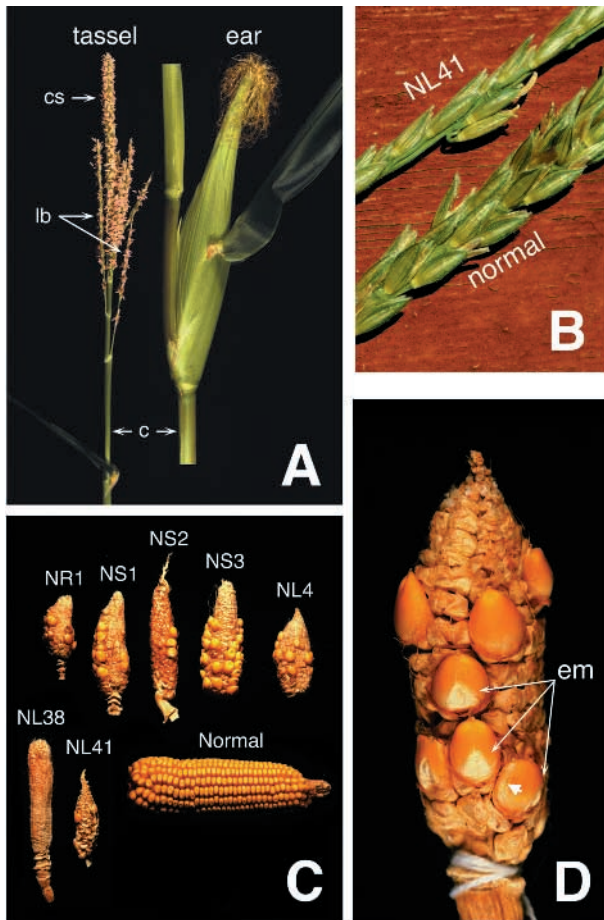 tassel
ear
cs
lb
c
A
NL41
normal
B
NR1
NS1
NS2
NS3
NL4
NL38
NL41
Normal
C
em
D